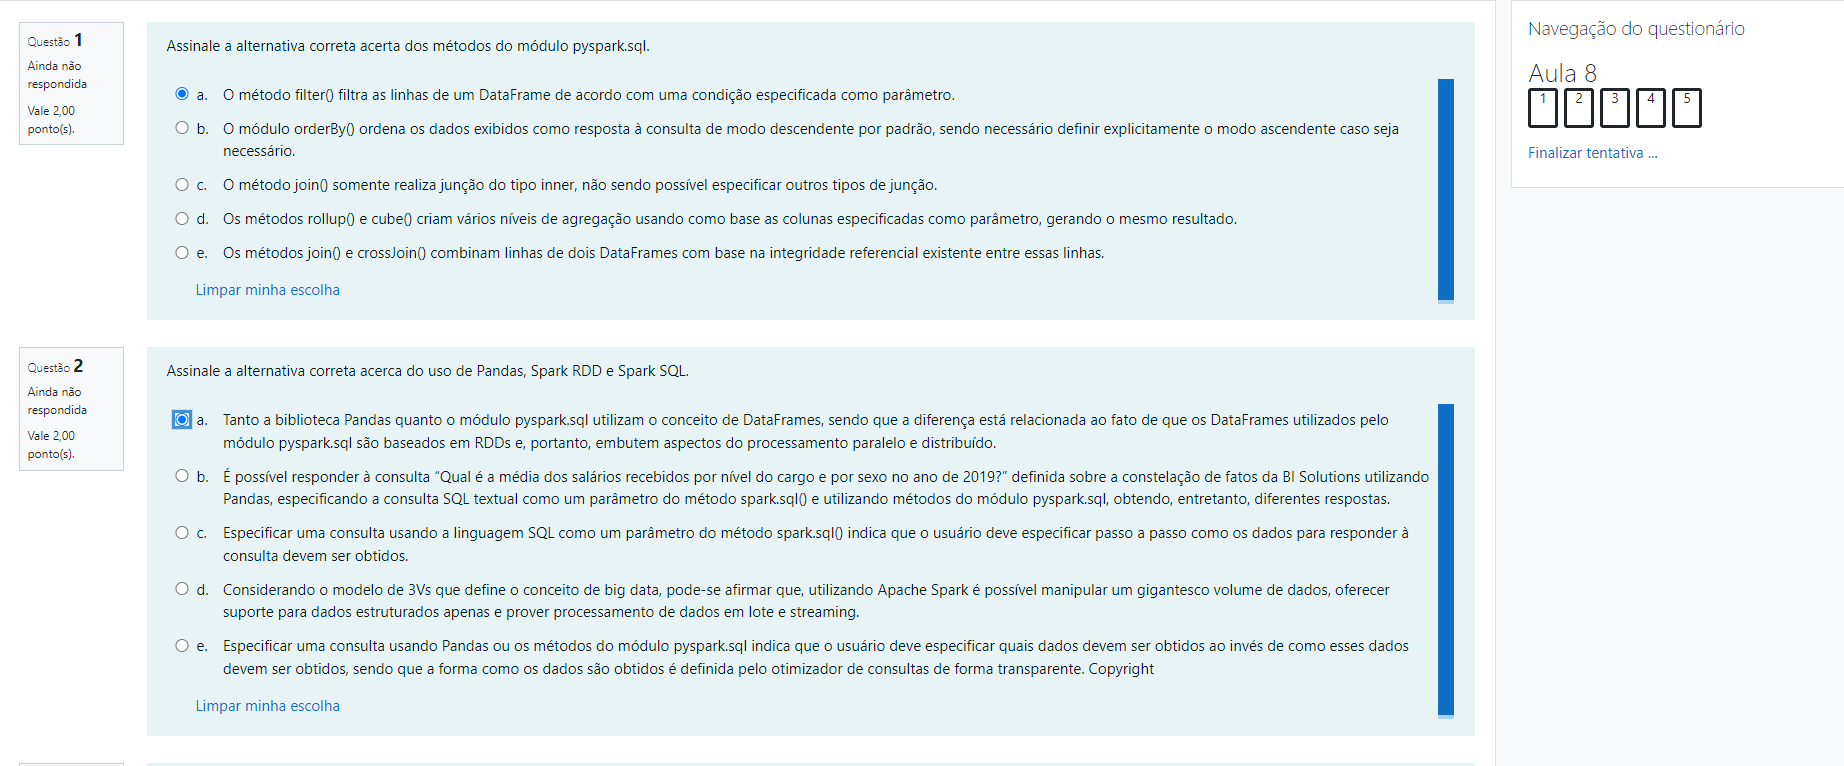 Questão 1
Ainda não
respondida
Vale 2,00
ponto(s).
Assinale a alternativa correta acerta dos métodos do módulo pyspark.sql.
a. O método filter() filtra as linhas de um DataFrame de acordo com uma condição especificada como parâmetro.
b. O módulo orderBy() ordena os dados exibidos como resposta à consulta de modo descendente por padrão, sendo necessário definir explicitamente o modo ascendente caso seja
necessário.
c. O método join() somente realiza junção do tipo inner, não sendo possível especificar outros tipos de junção.
d. Os métodos rollup() e cube() criam vários níveis de agregação usando como base as colunas especificadas como parâmetro, gerando o mesmo resultado.
e. Os métodos join() e crossJoin() combinam linhas de dois DataFrames com base na integridade referencial existente entre essas linhas.
Limpar minha escolha
Questão 2
Ainda não
respondida
Vale 2,00
ponto(s).
Assinale a alternativa correta acerca do uso de Pandas, Spark RDD e Spark SQL.
a. Tanto a biblioteca Pandas quanto o módulo pyspark.sql utilizam o conceito de DataFrames, sendo que a diferença está relacionada ao fato de que os DataFrames utilizados pelo
módulo pyspark.sql são baseados em RDDs e, portanto, embutem aspectos do processamento paralelo e distribuído.
b. É possível responder à consulta “Qual é a média dos salários recebidos por nível do cargo e por sexo no ano de 2019?” definida sobre a constelação de fatos da BI Solutions utilizando
Pandas, especificando a consulta SQL textual como um parâmetro do método spark.sql() e utilizando métodos do módulo pyspark.sql, obtendo, entretanto, diferentes respostas.
c. Especificar uma consulta usando a linguagem SQL como um parâmetro do método spark.sql() indica que o usuário deve especificar passo a passo como os dados para responder à
consulta devem ser obtidos.
d. Considerando o modelo de 3Vs que define o conceito de big data, pode-se afirmar que, utilizando Apache Spark é possível manipular um gigantesco volume de dados, oferecer
suporte para dados estruturados apenas e prover processamento de dados em lote e streaming.
e. Especificar uma consulta usando Pandas ou os métodos do módulo pyspark.sql indica que o usuário deve especificar quais dados devem ser obtidos ao invés de como esses dados
devem ser obtidos, sendo que a forma como os dados são obtidos é definida pelo otimizador de consultas de forma transparente. Copyright
Limpar minha escolha
Navegação do questionário
Aula 8
1 2 3 4 5
Finalizar tentativa ...